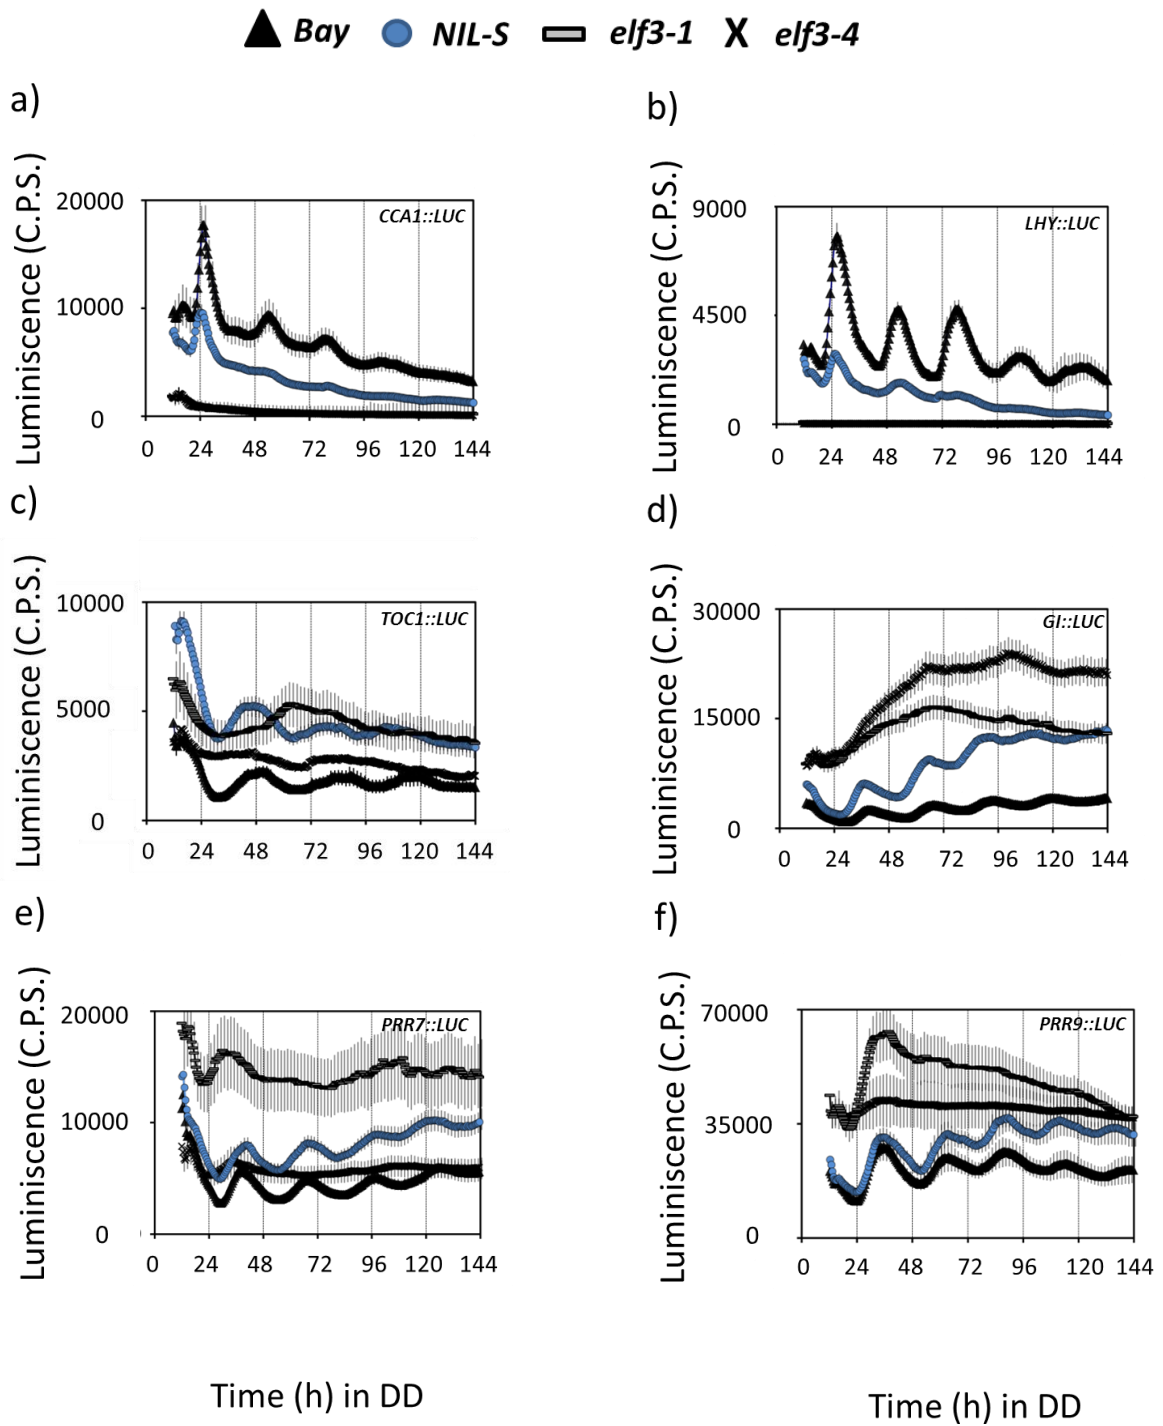 Bay NIL-S elf3-1 X elf3-4
a)
Luminiscence (C.P.S.)
20000
10000
0
CCA1::LUC
0 24 48 72 96 120 144
b)
Luminiscence (C.P.S.)
9000
4500
0
LHY::LUC
0 24 48 72 96 120 144
c)
Luminiscence (C.P.S.)
10000
5000
0
TOC1::LUC
0 24 48 72 96 120 144
d)
Luminiscence (C.P.S.)
30000
15000
0
GI::LUC
0 24 48 72 96 120 144
e)
Luminiscence (C.P.S.)
20000
10000
0
PRR7::LUC
0 24 48 72 96 120 144
f)
Luminiscence (C.P.S.)
70000
35000
0
PRR9::LUC
0 24 48 72 96 120 144
Time (h) in DD
Time (h) in DD